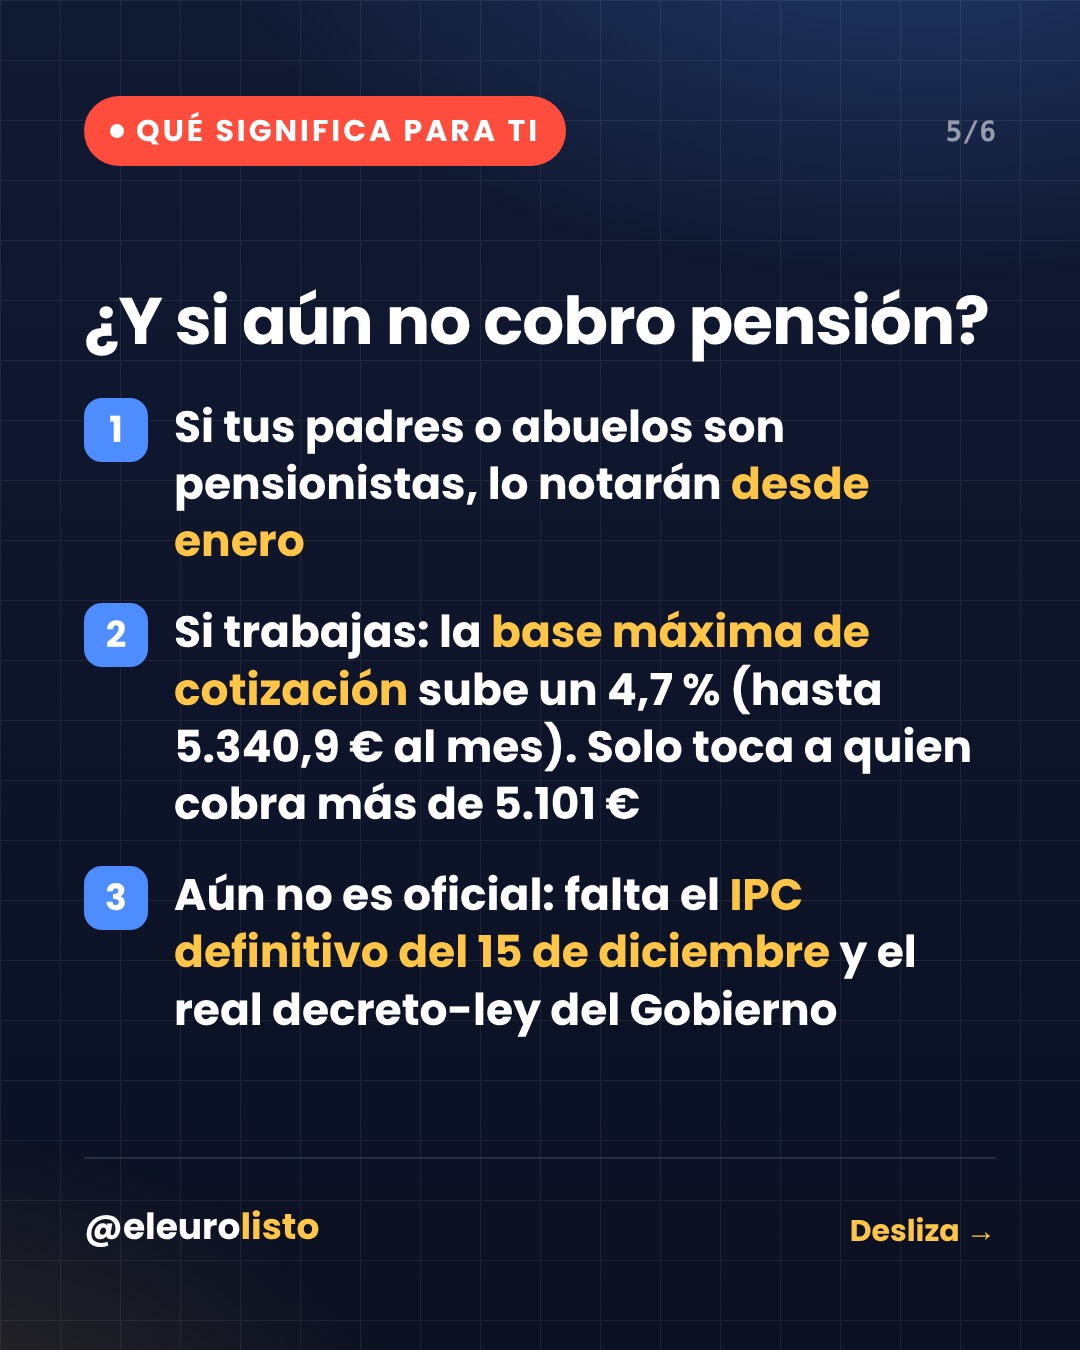 QUÉ SIGNIFICA PARA TI
5/6
¿Y si aún no cobro pensión?
1
Si tus padres o abuelos son
pensionistas, lo notarán desde
enero
2
Si trabajas: la base máxima de
cotización sube un 4,7 % (hasta
5.340,9 € al mes). Solo toca a quien
cobra más de 5.101 €
3
Aún no es oficial: falta el IPC
definitivo del 15 de diciembre y el
real decreto-ley del Gobierno
@eleurolisto
Desliza →